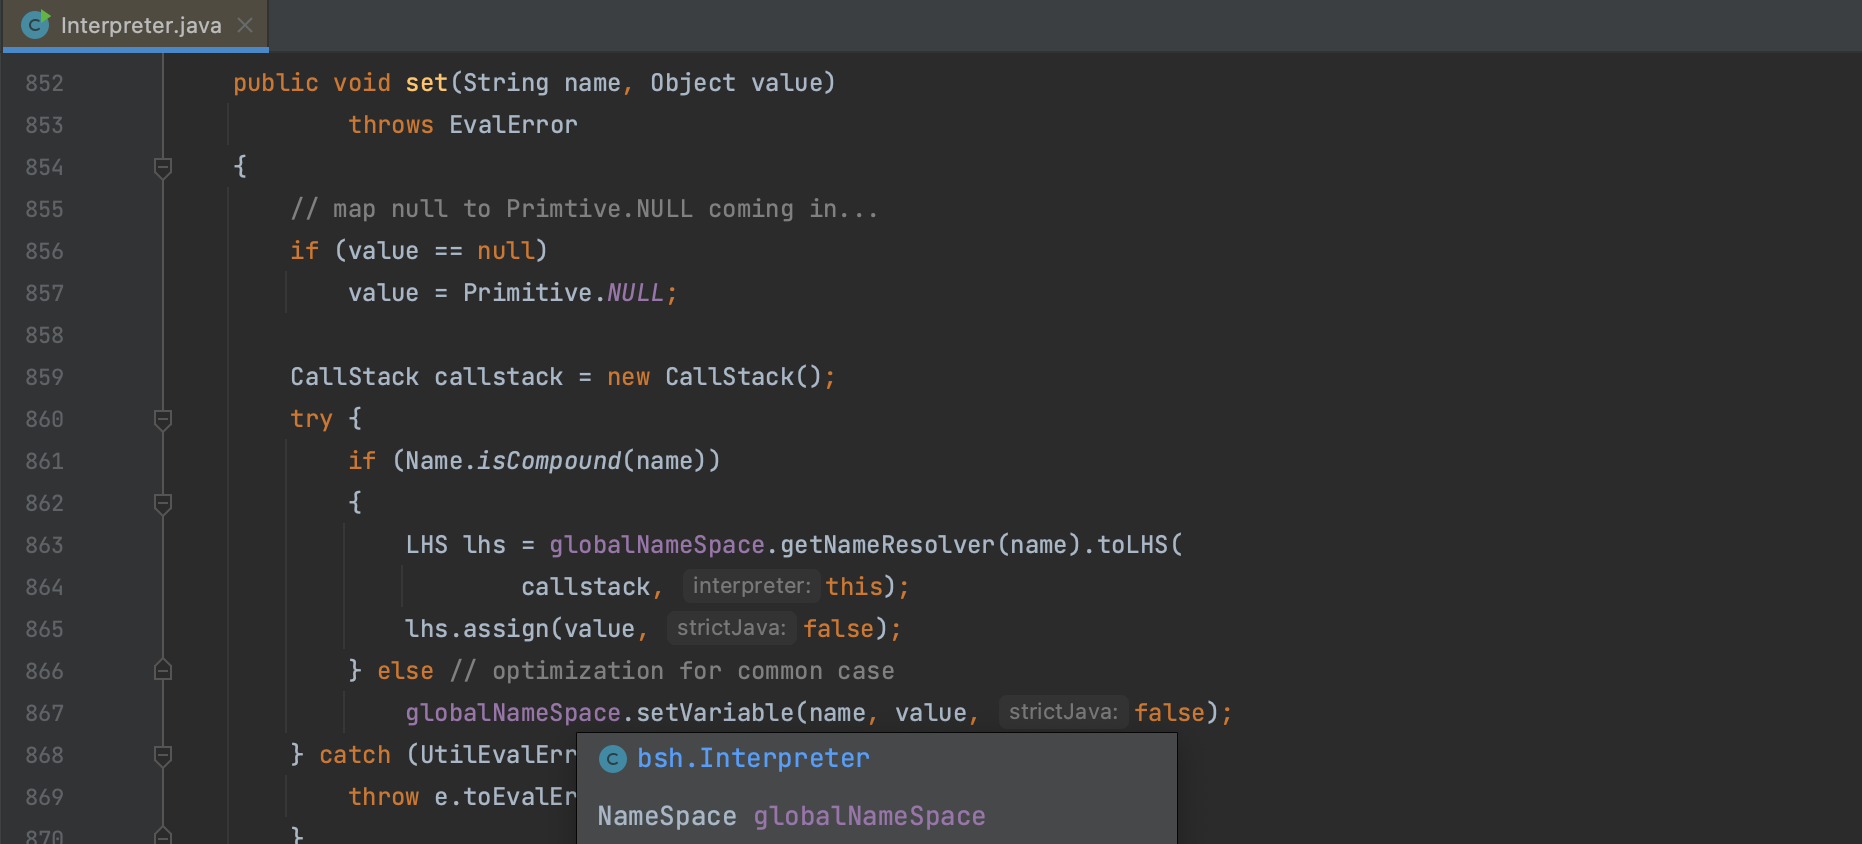 Interpreter.java
852 public void set(String name, Object value)
853 throws EvalError
854 {
855 // map null to Primtive.NULL coming in...
856 if (value == null)
857 value = Primitive.NULL;
858
859 CallStack callstack = new CallStack();
860 try {
861 if (Name.isCompound(name))
862 {
863 LHS lhs = globalNameSpace.getNameResolver(name).toLHS(
864 callstack, interpreter: this);
865 lhs.assign(value, strictJava: false);
866 } else // optimization for common case
867 globalNameSpace.setVariable(name, value, strictJava: false);
868 } catch (UtilEvalErr
C bsh.Interpreter
869 throw e.toEvalEr
NameSpace globalNameSpace
870 }